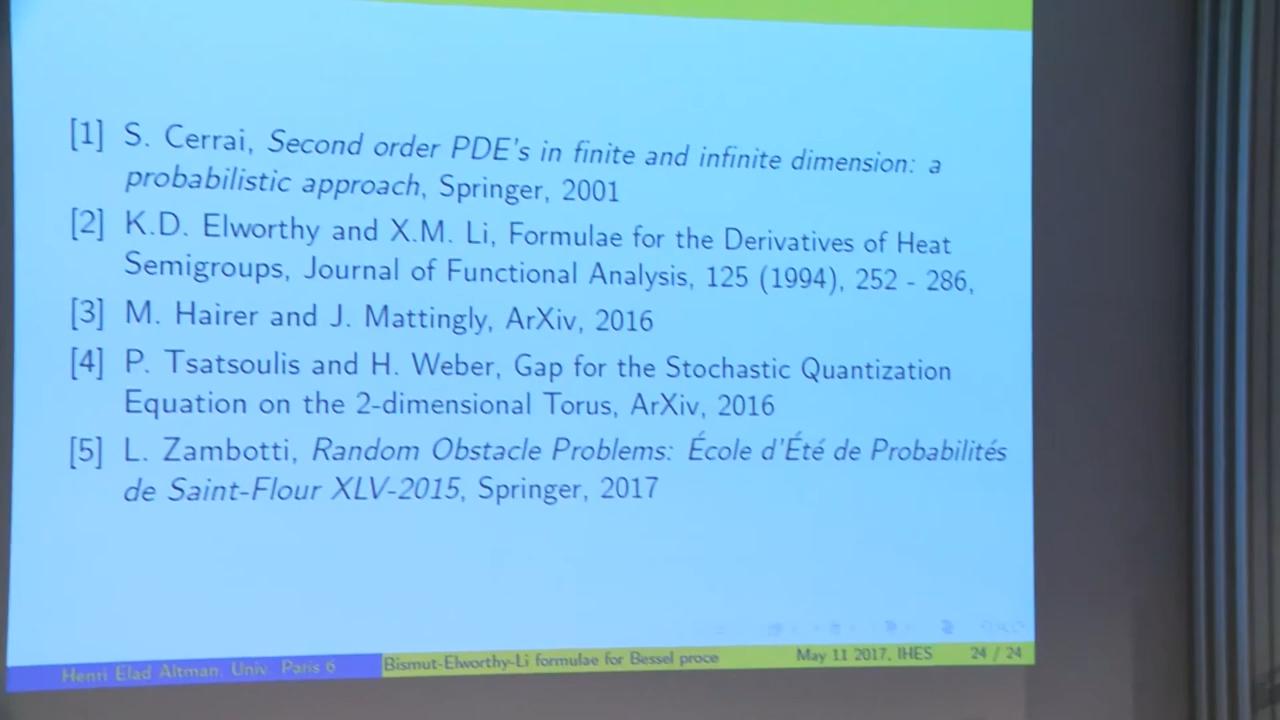 [1] S. Cerrai, Second order PDE's in finite and infinite dimension: a
probabilistic approach, Springer, 2001
[2] K.D. Elworthy and X.M. Li, Formulae for the Derivatives of Heat
Semigroups, Journal of Functional Analysis, 125 (1994), 252 - 286,
[3] M. Hairer and J. Mattingly, ArXiv, 2016
[4] P. Tsatsoulis and H. Weber, Gap for the Stochastic Quantization
Equation on the 2-dimensional Torus, ArXiv, 2016
[5] L. Zambotti, Random Obstacle Problems: École d'Été de Probabilités
de Saint-Flour XLV-2015, Springer, 2017
Henri Elad Altman, Univ. Paris 6 Bismut-Elworthy-Li formulae for Bessel proce May 11 2017, IHES 24 / 24